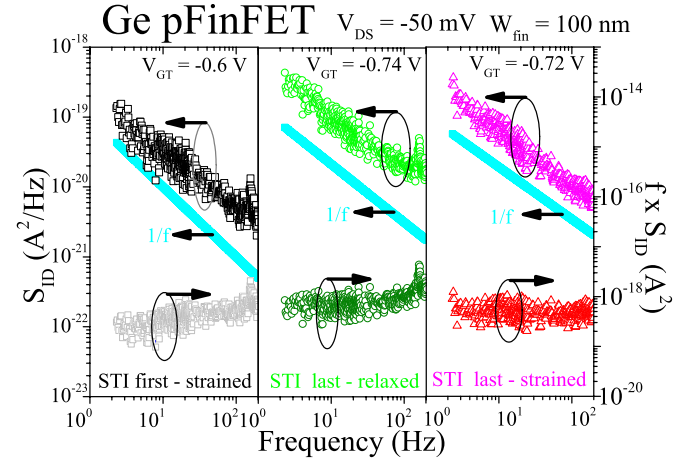 Ge pFinFET V_DS = -50 mV W_fin = 100 nm
10^-18
10^-19
10^-20
10^-21
10^-22
10^-23
S_ID (A^2/Hz)
V_GT = -0.6 V
1/f
STI first - strained
V_GT = -0.74 V
1/f
STI last - relaxed
V_GT = -0.72 V
1/f
STI last - strained
10^-14
10^-16
10^-18
10^-20
f x S_ID (A^2)
10^0 10^1 10^2 10^0 10^1 10^2 10^0 10^1 10^2
Frequency (Hz)